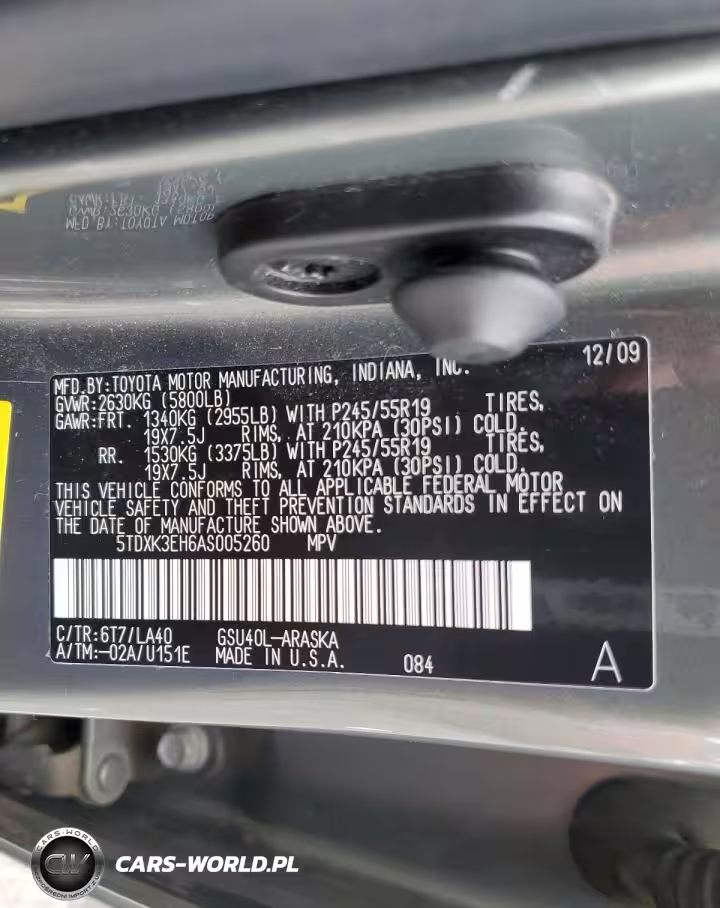 MFD.BY:TOYOTA MOTOR MANUFACTURING, INDIANA, INC. 12/09
GVWR:2630KG (5800LB)
GAWR:FRT. 1340KG (2955LB) WITH P245/55R19 TIRES,
19X7.5J RIMS, AT 210KPA (30PSI) COLD.
RR. 1530KG (3375LB) WITH P245/55R19 TIRES,
19X7.5J RIMS, AT 210KPA (30PSI) COLD.
THIS VEHICLE CONFORMS TO ALL APPLICABLE FEDERAL MOTOR
VEHICLE SAFETY AND THEFT PREVENTION STANDARDS IN EFFECT ON
THE DATE OF MANUFACTURE SHOWN ABOVE.
5TDXK3EH6AS005260 MPV
C/TR:6T7/LA40 GSU40L-ARASKA
A/TM:-02A/U151E MADE IN U.S.A. 084 A
CARS-WORLD
CW
CARS-WORLD.PL